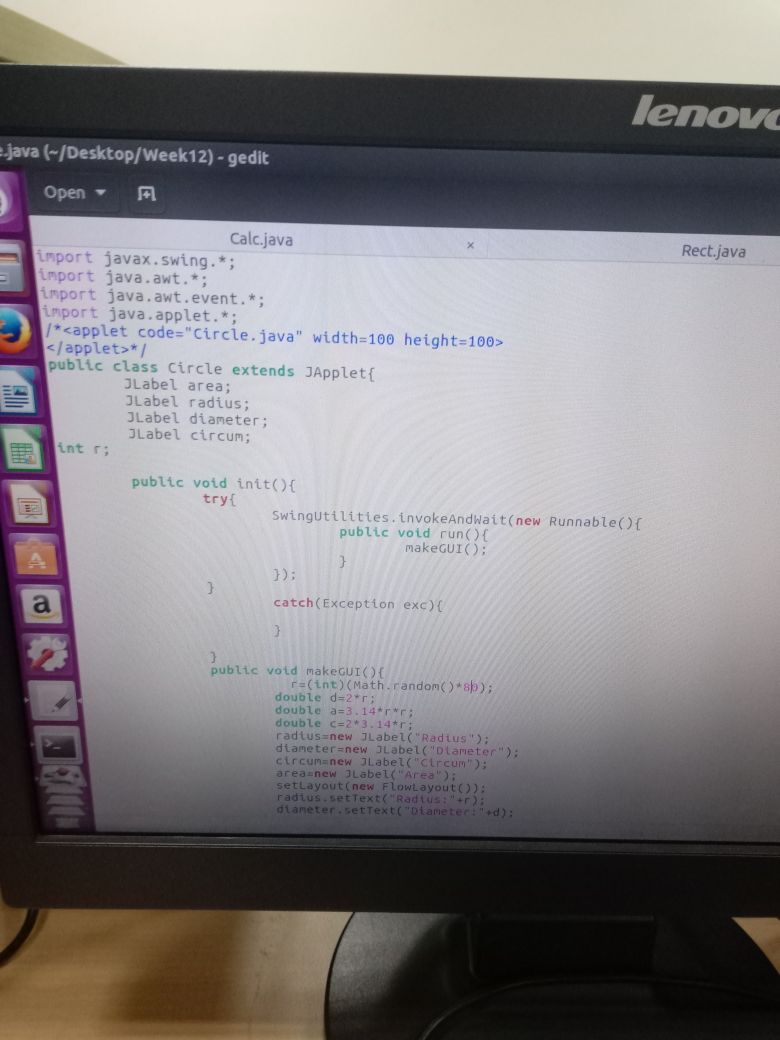 lenovo
e.java (~/Desktop/Week12) - gedit
Open
Calc.java × Rect.java
import javax.swing.*;
import java.awt.*;
import java.awt.event.*;
import java.applet.*;
/*<applet code="Circle.java" width=100 height=100>
</applet>*/
public class Circle extends JApplet{
JLabel area;
JLabel radius;
JLabel diameter;
JLabel circum;
int r;
public void init(){
try{
SwingUtilities.invokeAndWait(new Runnable(){
public void run(){
makeGUI();
}
});
}
catch(Exception exc){
}
}
public void makeGUI(){
r=(int)(Math.random()*80);
double d=2*r;
double a=3.14*r*r;
double c=2*3.14*r;
radius=new JLabel("Radius");
diameter=new JLabel("Diameter");
circum=new JLabel("Circum");
area=new JLabel("Area");
setLayout(new FlowLayout());
radius.setText("Radius:"+r);
diameter.setText("Diameter:"+d);
a